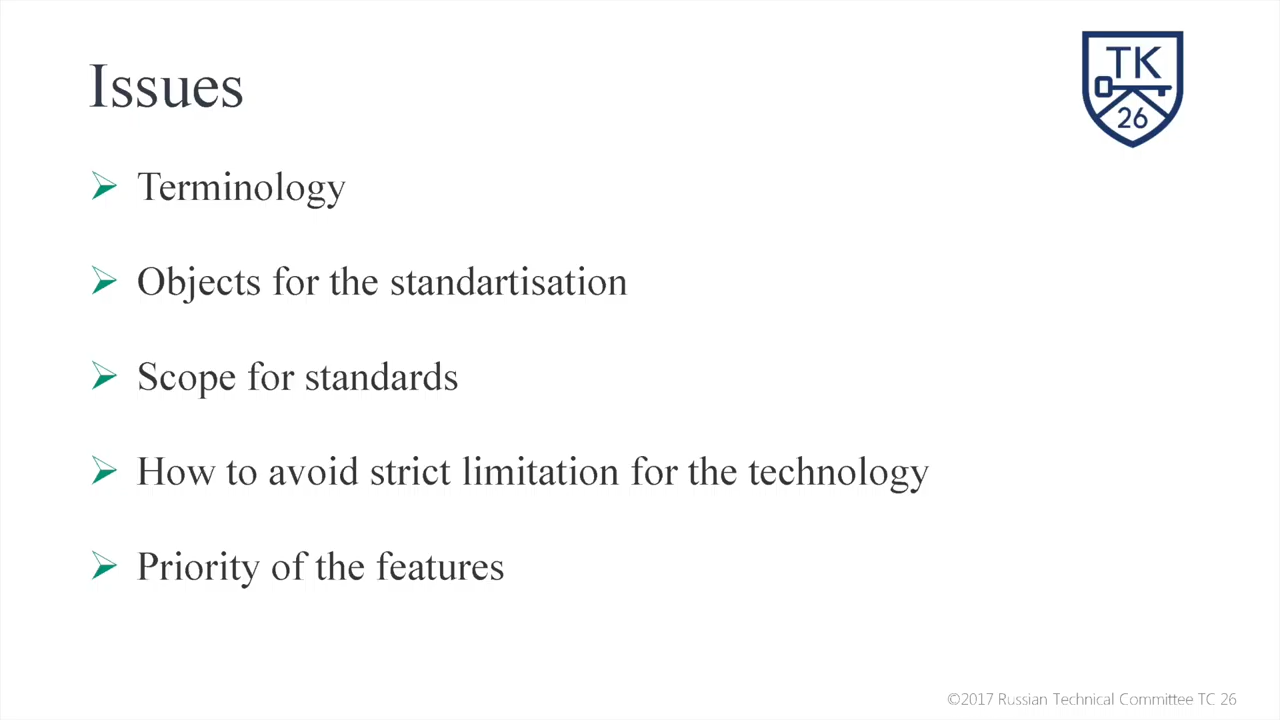 Issues
TK
26
Terminology
Objects for the standartisation
Scope for standards
How to avoid strict limitation for the technology
Priority of the features
©2017 Russian Technical Committee TC 26